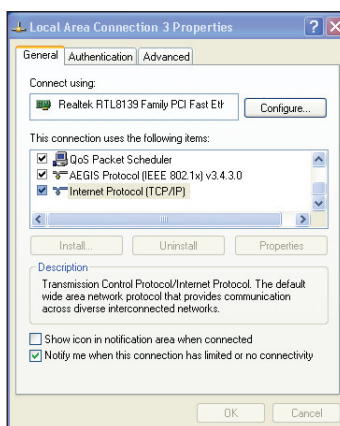 Local Area Connection 3 Properties
General Authentication Advanced
Connect using:
Realtek RTL8139 Family PCI Fast Eth
Configure...
This connection uses the following items:
QoS Packet Scheduler
AEGIS Protocol (IEEE 802.1x) v3.4.3.0
Internet Protocol (TCP/IP)
Install... Uninstall Properties
Description
Transmission Control Protocol/Internet Protocol. The default
wide area network protocol that provides communication
across diverse interconnected networks.
Show icon in notification area when connected
Notify me when this connection has limited or no connectivity
OK Cancel